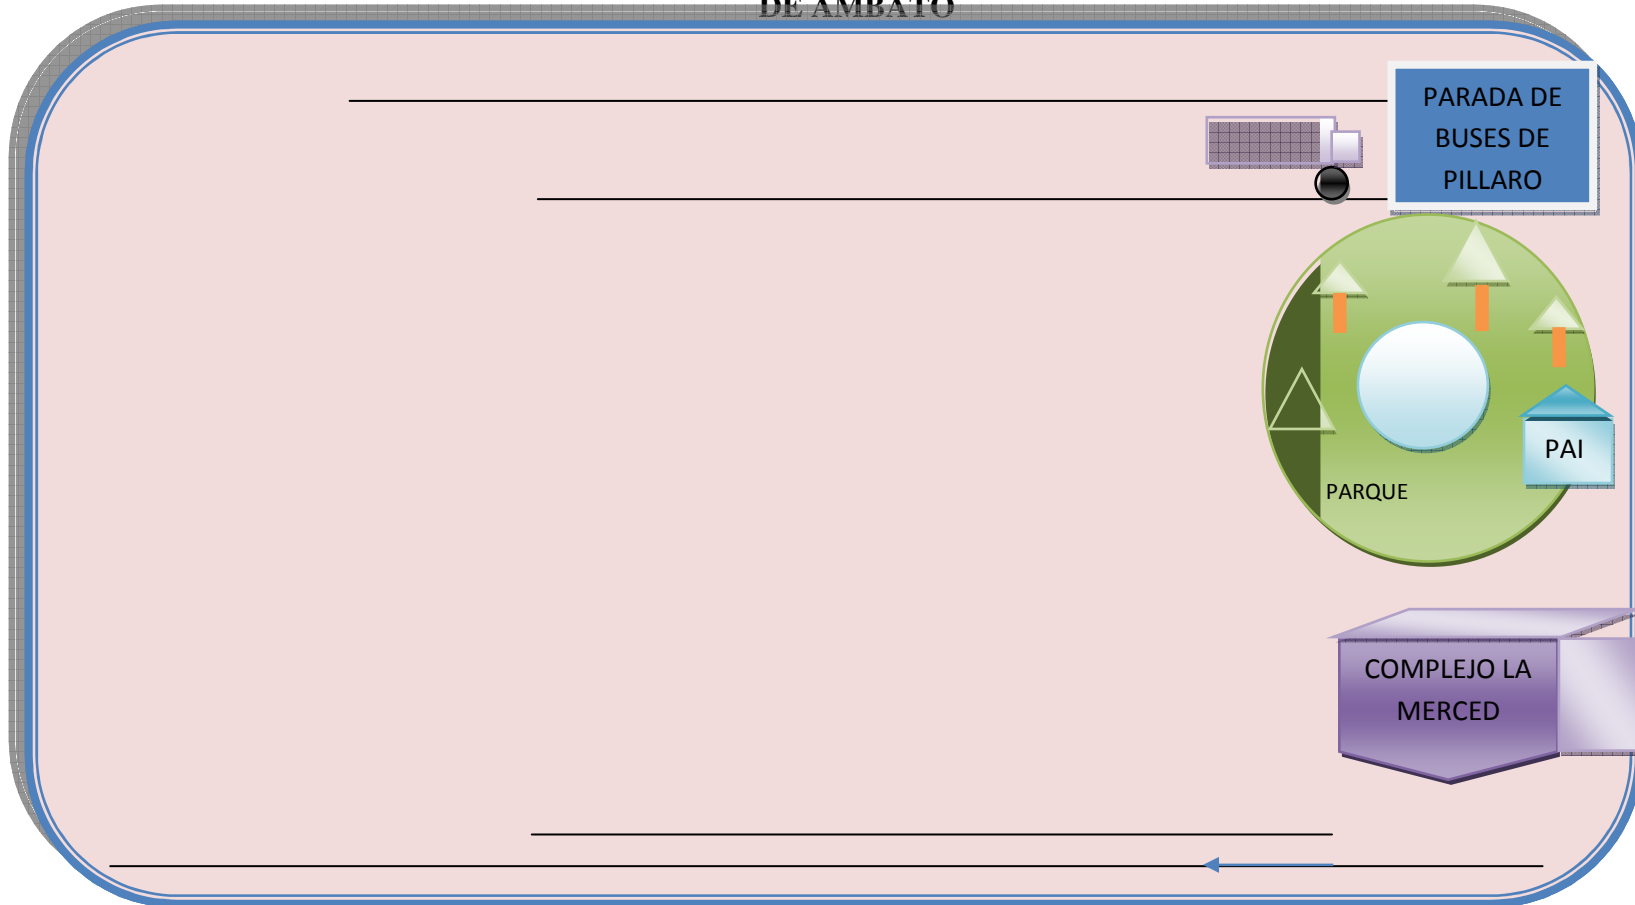 DE AMBATO
PARADA DE
BUSES DE
PILLARO
PAI
PARQUE
COMPLEJO LA
MERCED